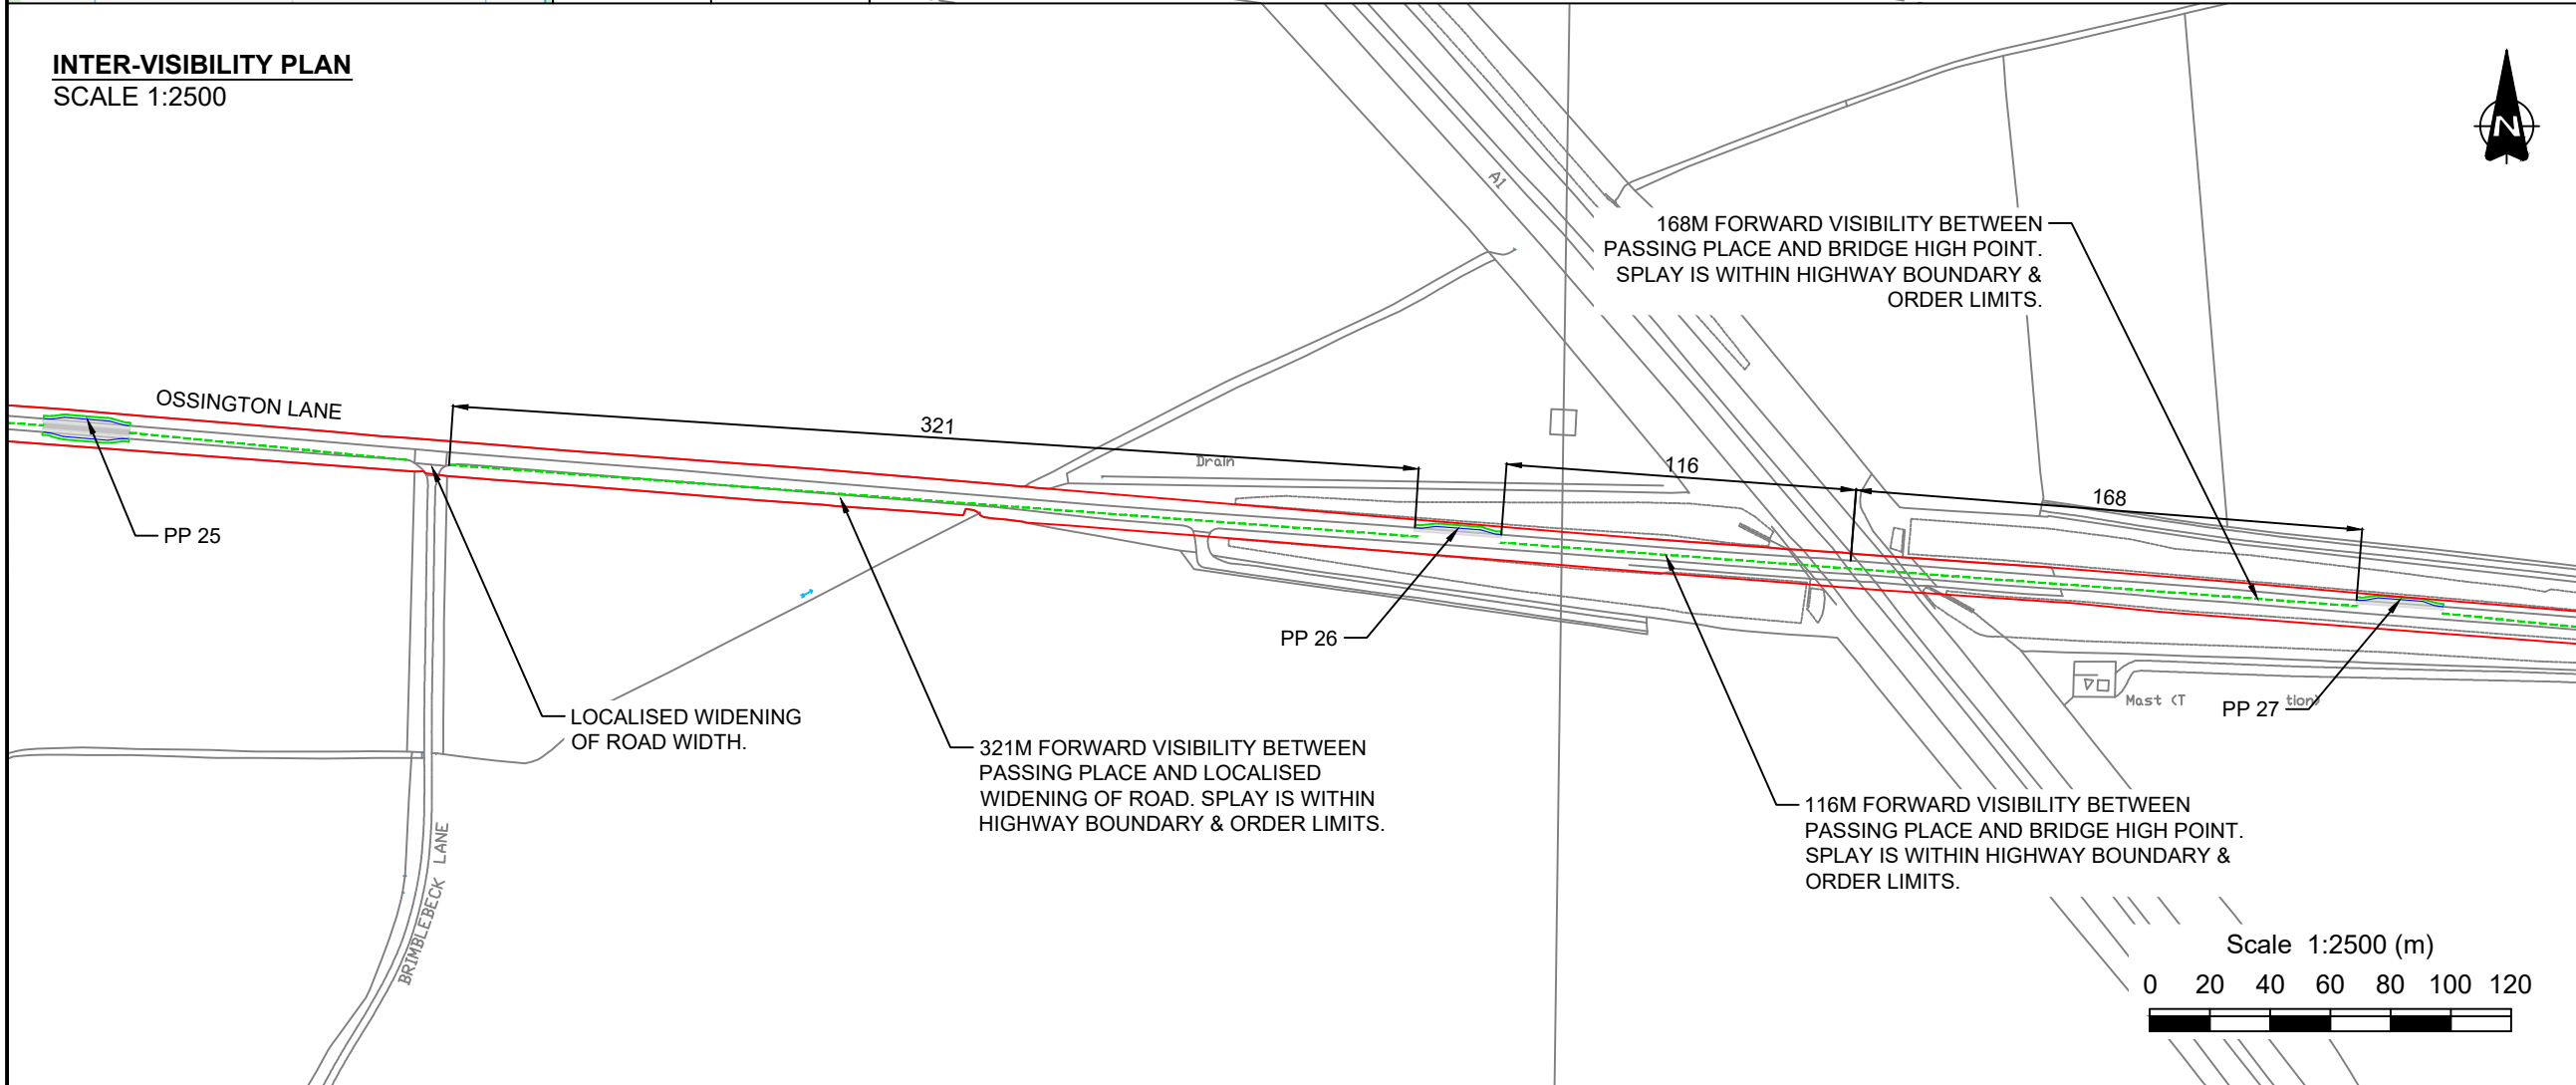 INTER-VISIBILITY PLAN
SCALE 1:2500
N
A1
168M FORWARD VISIBILITY BETWEEN
PASSING PLACE AND BRIDGE HIGH POINT.
SPLAY IS WITHIN HIGHWAY BOUNDARY &
ORDER LIMITS.
OSSINGTON LANE
321
Drain
116
168
PP 25
PP 26
PP 27
Mast (T
tion)
LOCALISED WIDENING
OF ROAD WIDTH.
321M FORWARD VISIBILITY BETWEEN
PASSING PLACE AND LOCALISED
WIDENING OF ROAD. SPLAY IS WITHIN
HIGHWAY BOUNDARY & ORDER LIMITS.
116M FORWARD VISIBILITY BETWEEN
PASSING PLACE AND BRIDGE HIGH POINT.
SPLAY IS WITHIN HIGHWAY BOUNDARY &
ORDER LIMITS.
BRIMBLEBECK LANE
Scale 1:2500 (m)
0 20 40 60 80 100 120